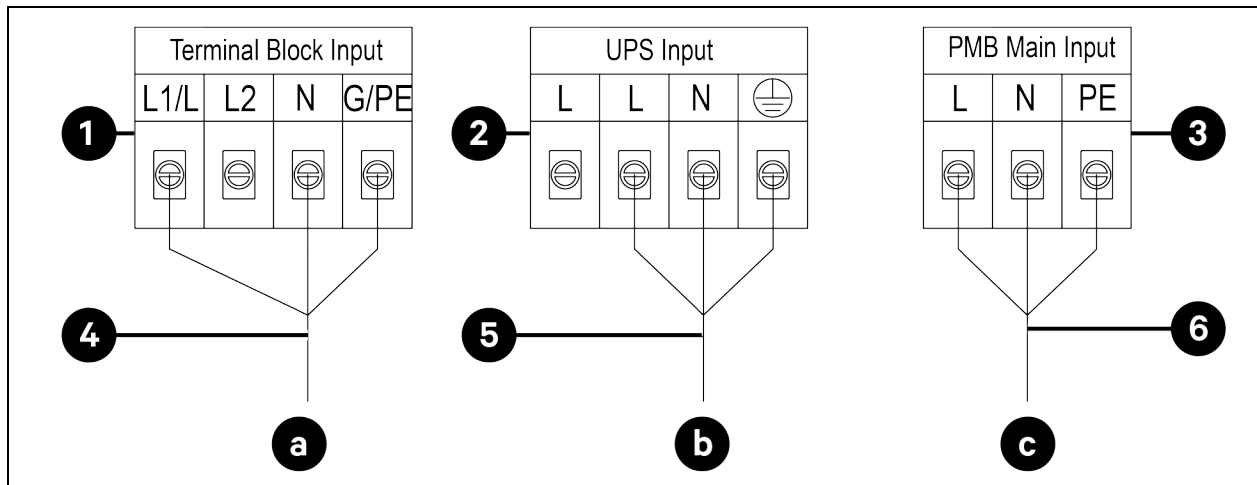 Terminal Block Input
L1/L L2 N G/PE
1
4
a
UPS Input
L L N
2
5
b
PMB Main Input
L N PE
3
6
c